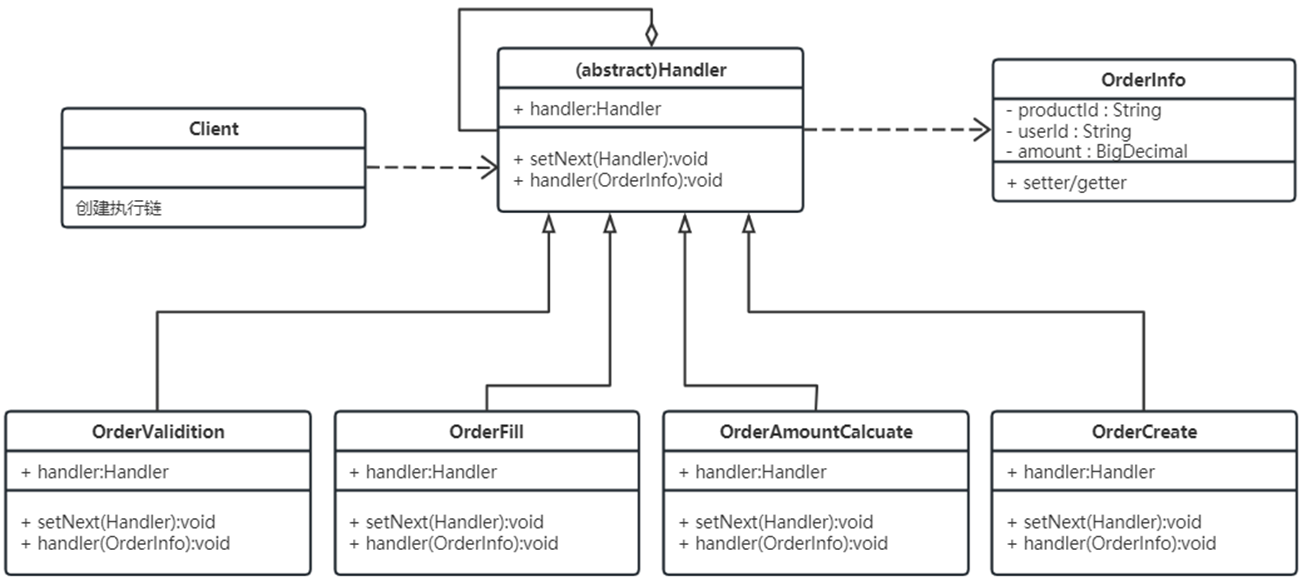 (abstract)Handler
+ handler:Handler
+ setNext(Handler):void
+ handler(OrderInfo):void
OrderInfo
- productId : String
- userId : String
- amount : BigDecimal
+ setter/getter
Client
创建执行链
OrderValidition
+ handler:Handler
+ setNext(Handler):void
+ handler(OrderInfo):void
OrderFill
+ handler:Handler
+ setNext(Handler):void
+ handler(OrderInfo):void
OrderAmountCalcuate
+ handler:Handler
+ setNext(Handler):void
+ handler(OrderInfo):void
OrderCreate
+ handler:Handler
+ setNext(Handler):void
+ handler(OrderInfo):void